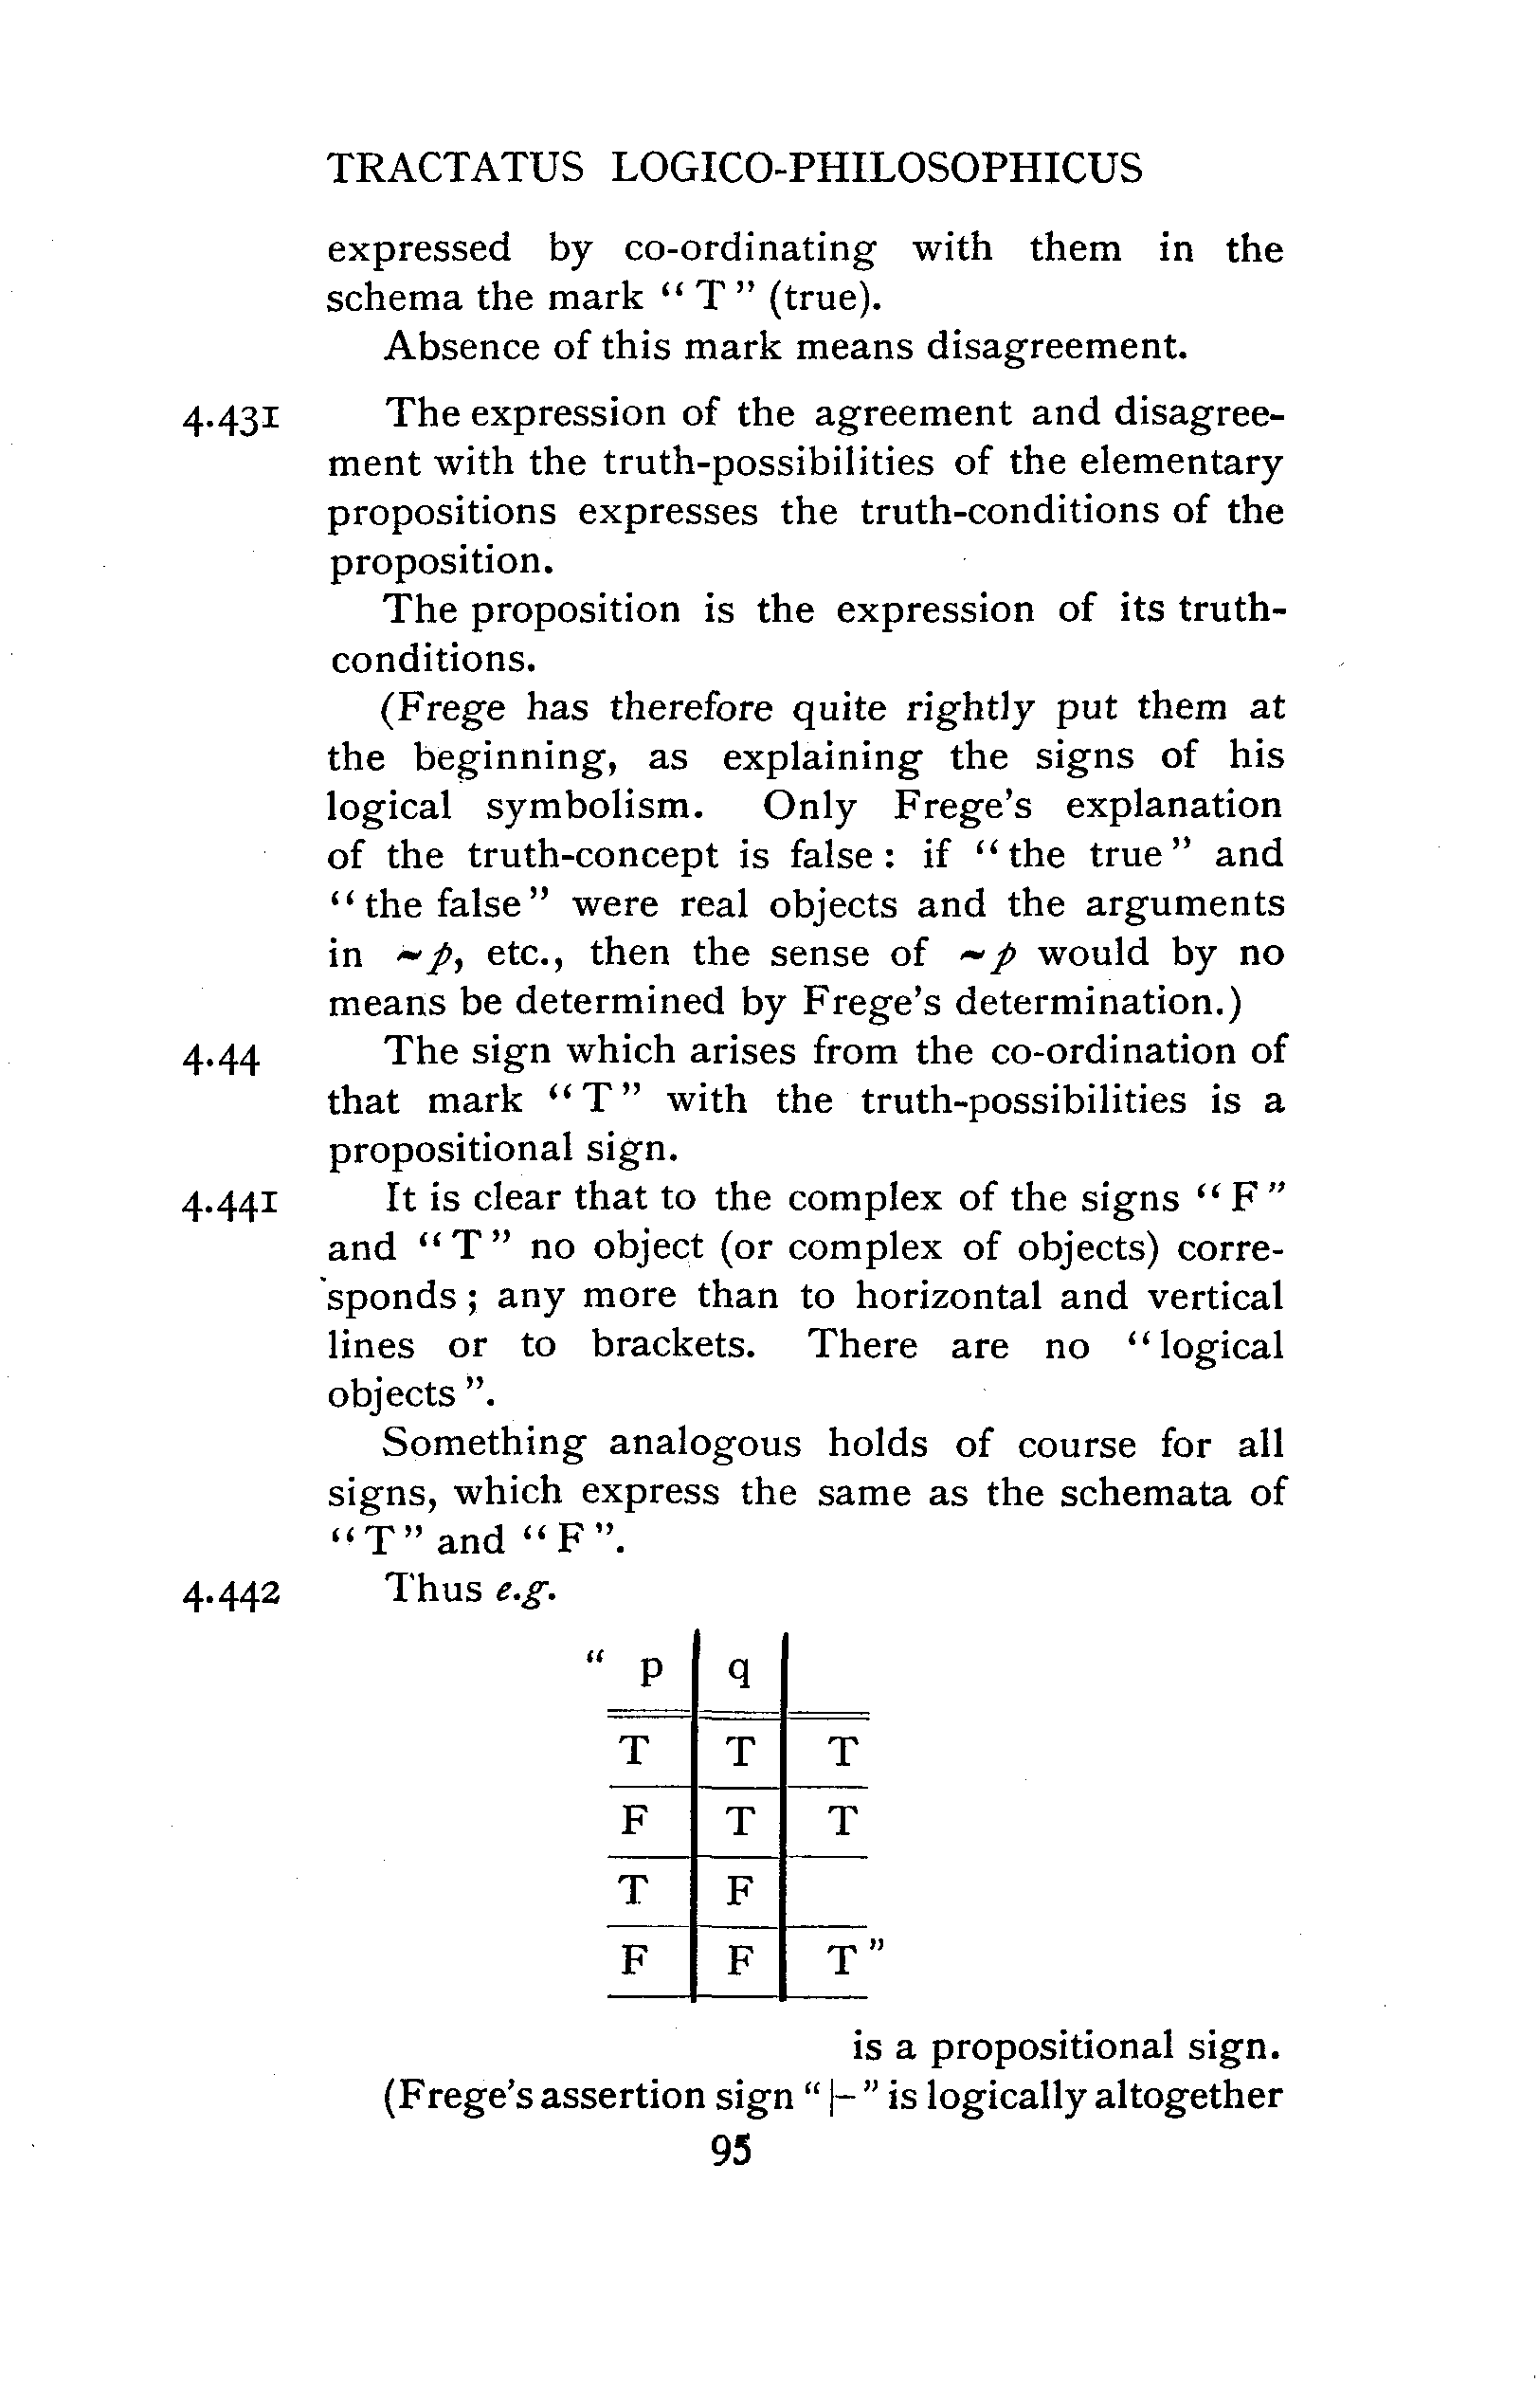 TRACTATUS LOGICO-PHILOSOPHICUS
expressed by co-ordinating with them in the
schema the mark “ T ” (true).
Absence of this mark means disagreement.
4·431 The expression of the agreement and disagree-
ment with the truth-possibilities of the elementary
propositions expresses the truth-conditions of the
proposition.
The proposition is the expression of its truth-
conditions.
(Frege has therefore quite rightly put them at
the beginning, as explaining the signs of his
logical symbolism. Only Frege’s explanation
of the truth-concept is false : if “ the true ” and
“ the false ” were real objects and the arguments
in ~p, etc., then the sense of ~p would by no
means be determined by Frege’s determination.)
4·44 The sign which arises from the co-ordination of
that mark “ T ” with the truth-possibilities is a
propositional sign.
4·441 It is clear that to the complex of the signs “ F ”
and “ T ” no object (or complex of objects) corre-
sponds ; any more than to horizontal and vertical
lines or to brackets. There are no “ logical
objects ”.
Something analogous holds of course for all
signs, which express the same as the schemata of
“ T ” and “ F ”.
4·442 Thus e.g.
“ p q
T T T
F T T
T F
F F T ”
is a propositional sign.
(Frege’s assertion sign “ |– ” is logically altogether
95